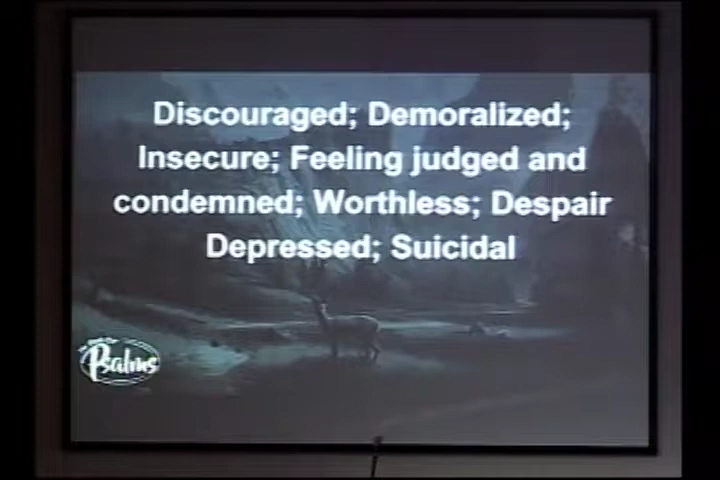 Discouraged; Demoralized;
Insecure; Feeling judged and
condemned; Worthless; Despair
Depressed; Suicidal
Psalms